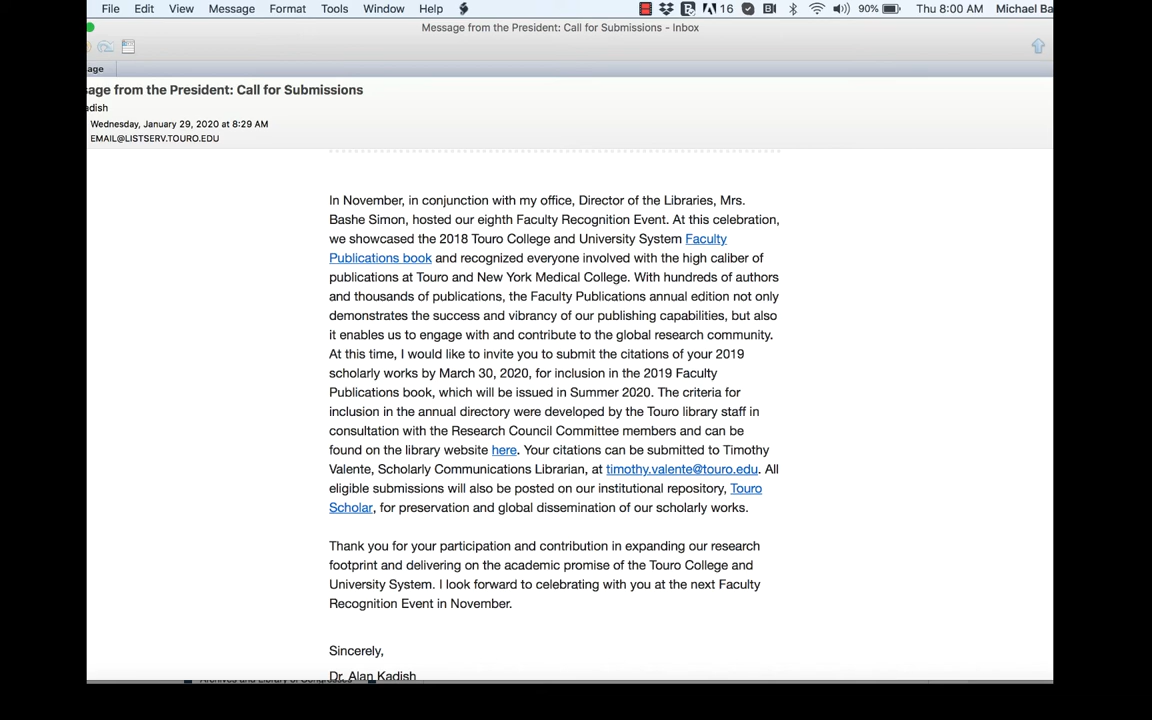 File Edit View Message Format Tools Window Help 16 90% Thu 8:00 AM Michael Ba
Message from the President: Call for Submissions - Inbox
age
sage from the President: Call for Submissions
adish
Wednesday, January 29, 2020 at 8:29 AM
EMAIL@LISTSERV.TOURO.EDU
In November, in conjunction with my office, Director of the Libraries, Mrs.
Bashe Simon, hosted our eighth Faculty Recognition Event. At this celebration,
we showcased the 2018 Touro College and University System Faculty
Publications book and recognized everyone involved with the high caliber of
publications at Touro and New York Medical College. With hundreds of authors
and thousands of publications, the Faculty Publications annual edition not only
demonstrates the success and vibrancy of our publishing capabilities, but also
it enables us to engage with and contribute to the global research community.
At this time, I would like to invite you to submit the citations of your 2019
scholarly works by March 30, 2020, for inclusion in the 2019 Faculty
Publications book, which will be issued in Summer 2020. The criteria for
inclusion in the annual directory were developed by the Touro library staff in
consultation with the Research Council Committee members and can be
found on the library website here. Your citations can be submitted to Timothy
Valente, Scholarly Communications Librarian, at timothy.valente@touro.edu. All
eligible submissions will also be posted on our institutional repository, Touro
Scholar, for preservation and global dissemination of our scholarly works.
Thank you for your participation and contribution in expanding our research
footprint and delivering on the academic promise of the Touro College and
University System. I look forward to celebrating with you at the next Faculty
Recognition Event in November.
Sincerely,
Dr. Alan Kadish